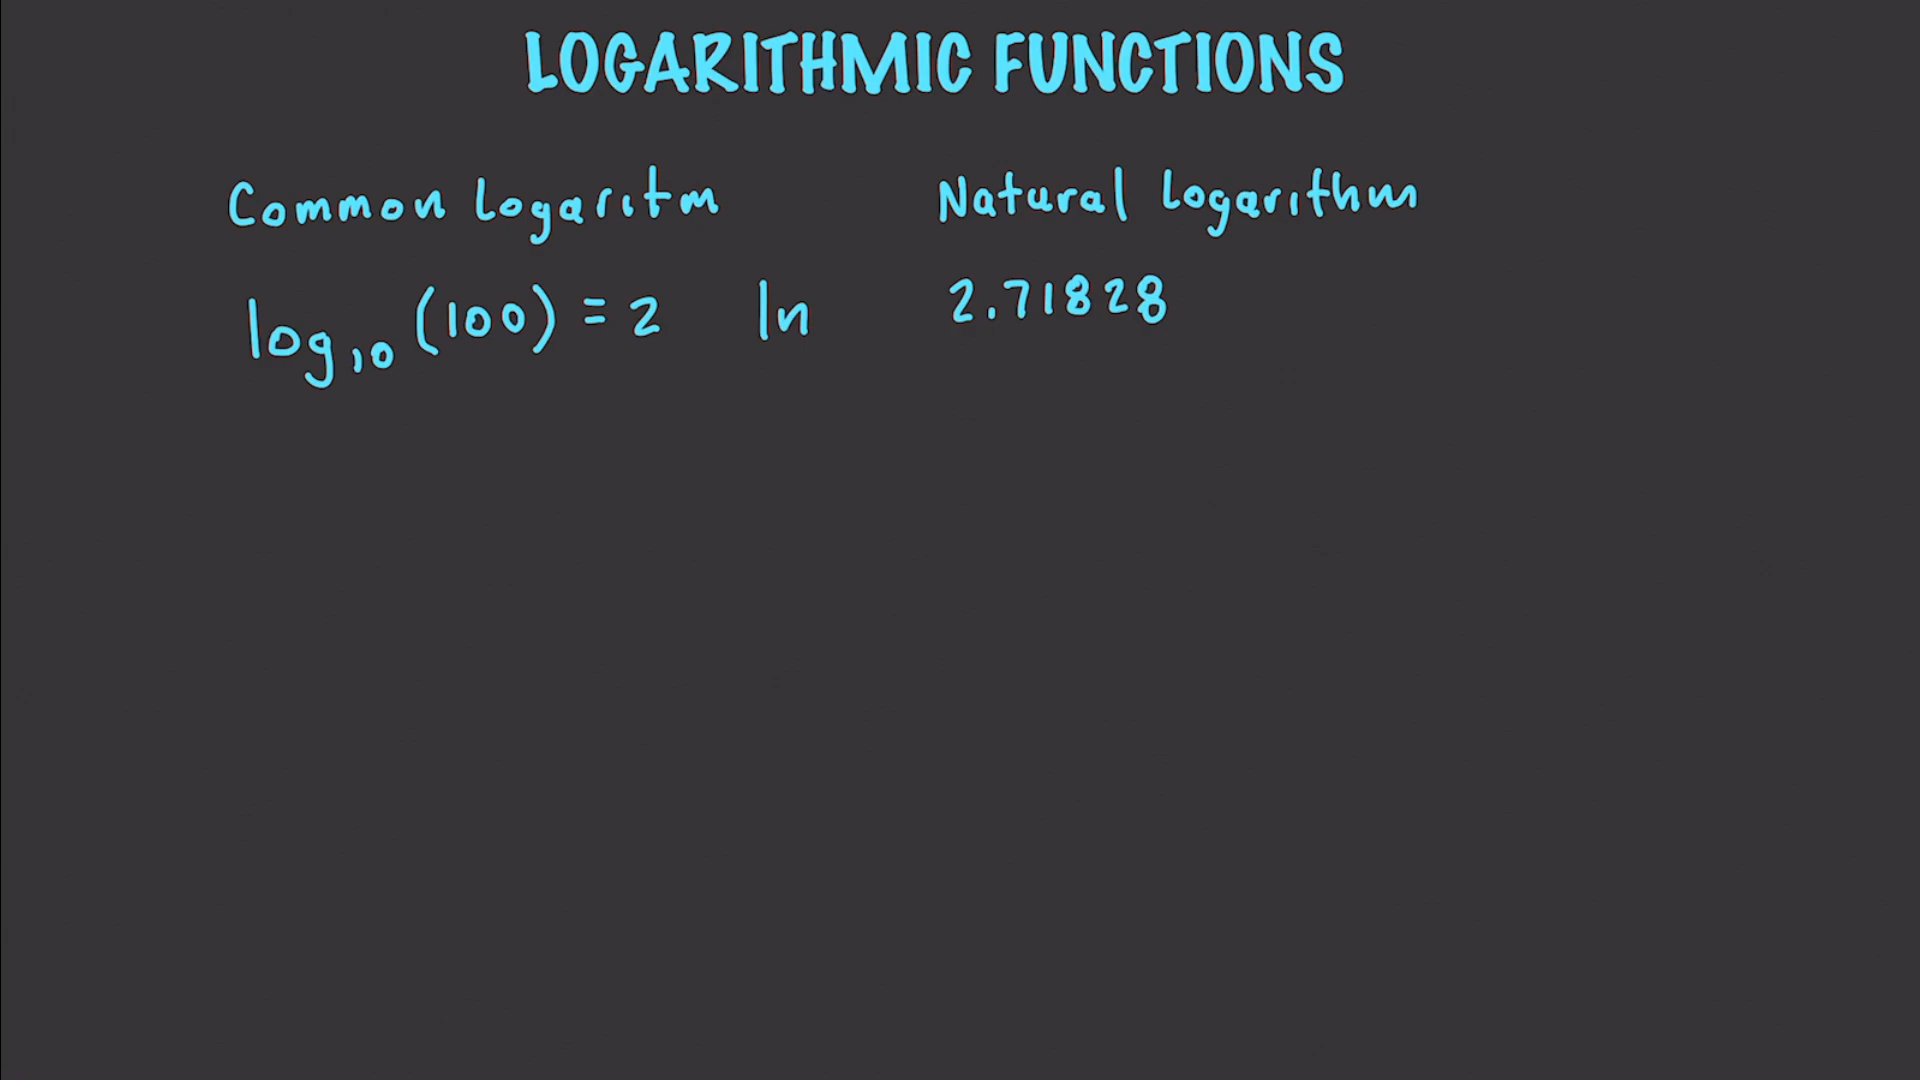 LOGARITHMIC FUNCTIONS
Common Logaritm
Natural Logarithm
log₁₀ (100) = 2
ln
2.71828